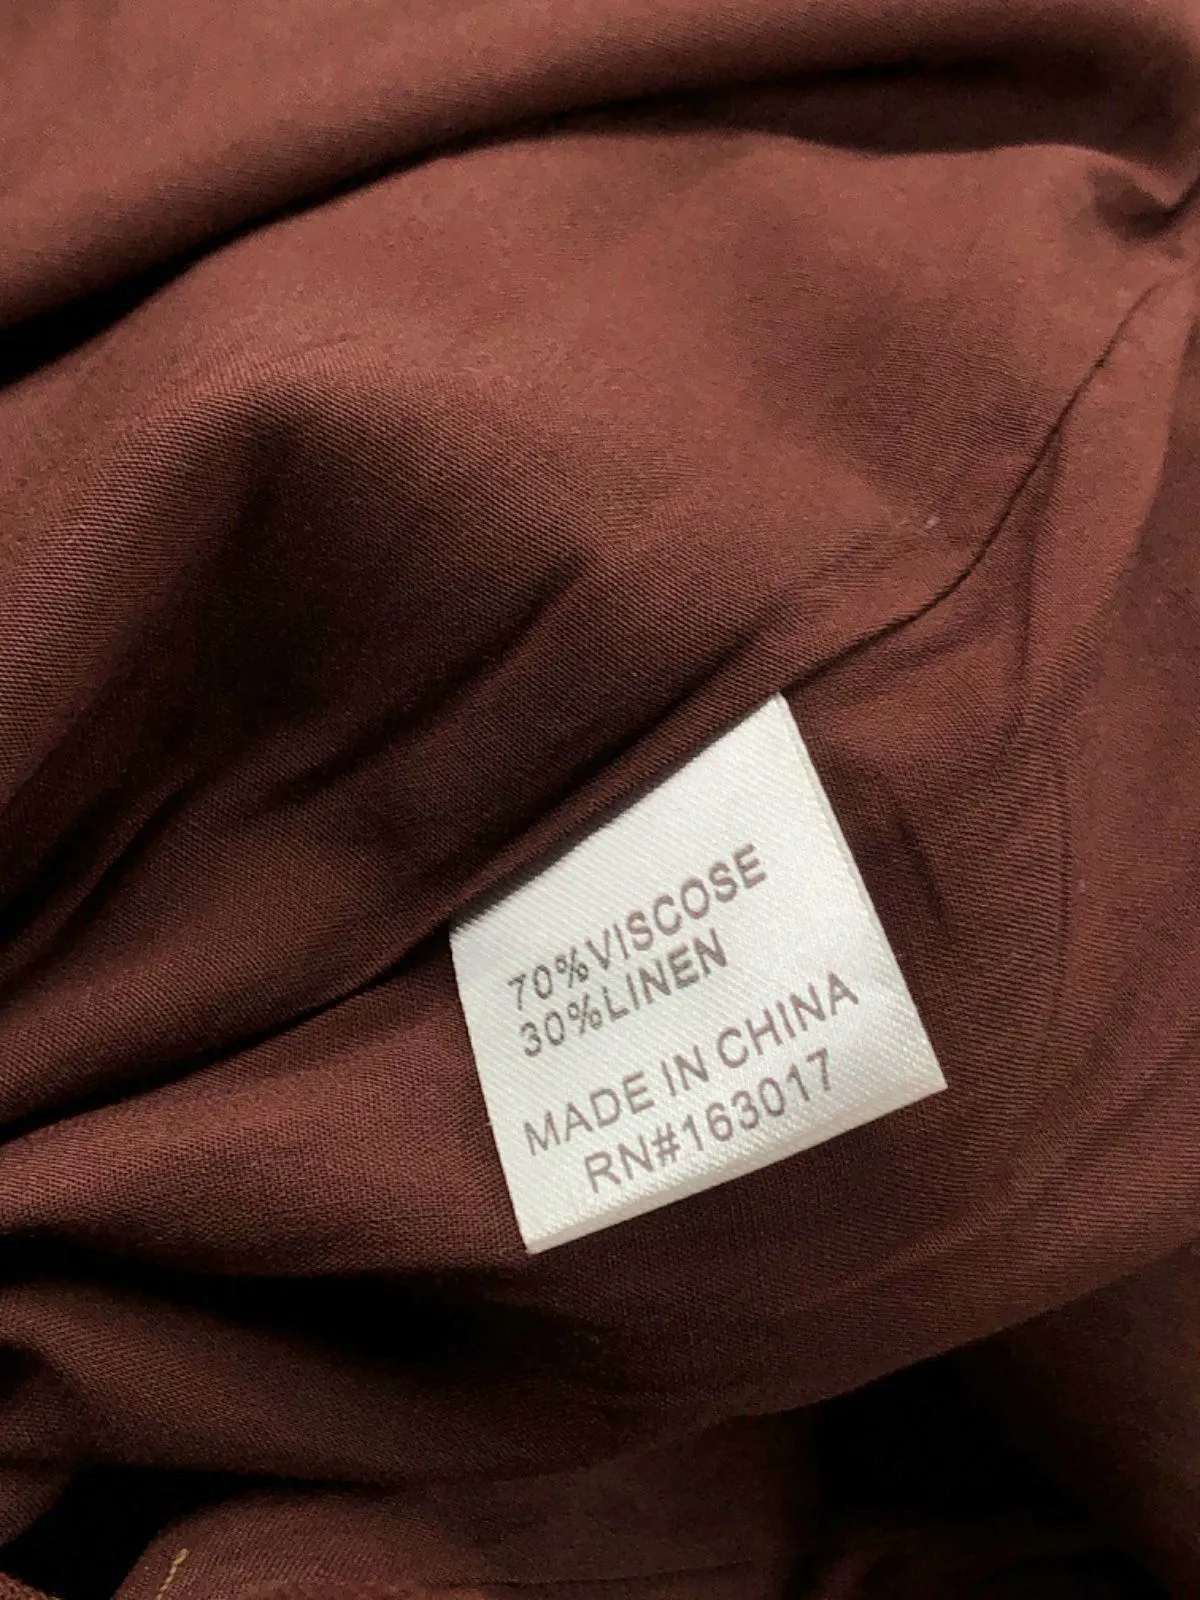 70%VISCOSE
30%LINEN
MADE IN CHINA
RN#163017